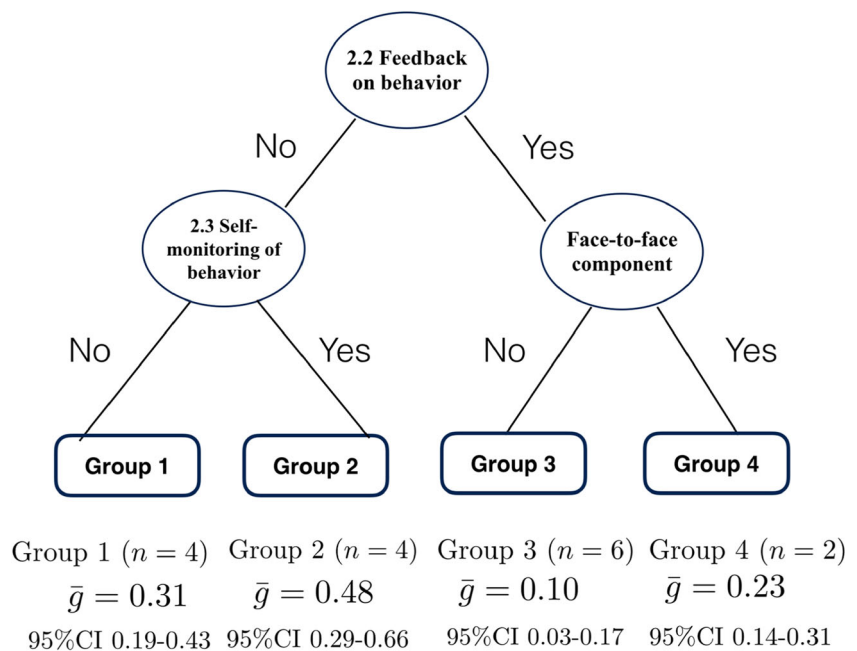 2.2 Feedback
on behavior
No
Yes
2.3 Self-
monitoring of
behavior
Face-to-face
component
No
Yes
No
Yes
Group 1
Group 2
Group 3
Group 4
Group 1 (n = 4)
Group 2 (n = 4)
Group 3 (n = 6)
Group 4 (n = 2)
ḡ = 0.31
ḡ = 0.48
ḡ = 0.10
ḡ = 0.23
95%CI 0.19-0.43
95%CI 0.29-0.66
95%CI 0.03-0.17
95%CI 0.14-0.31